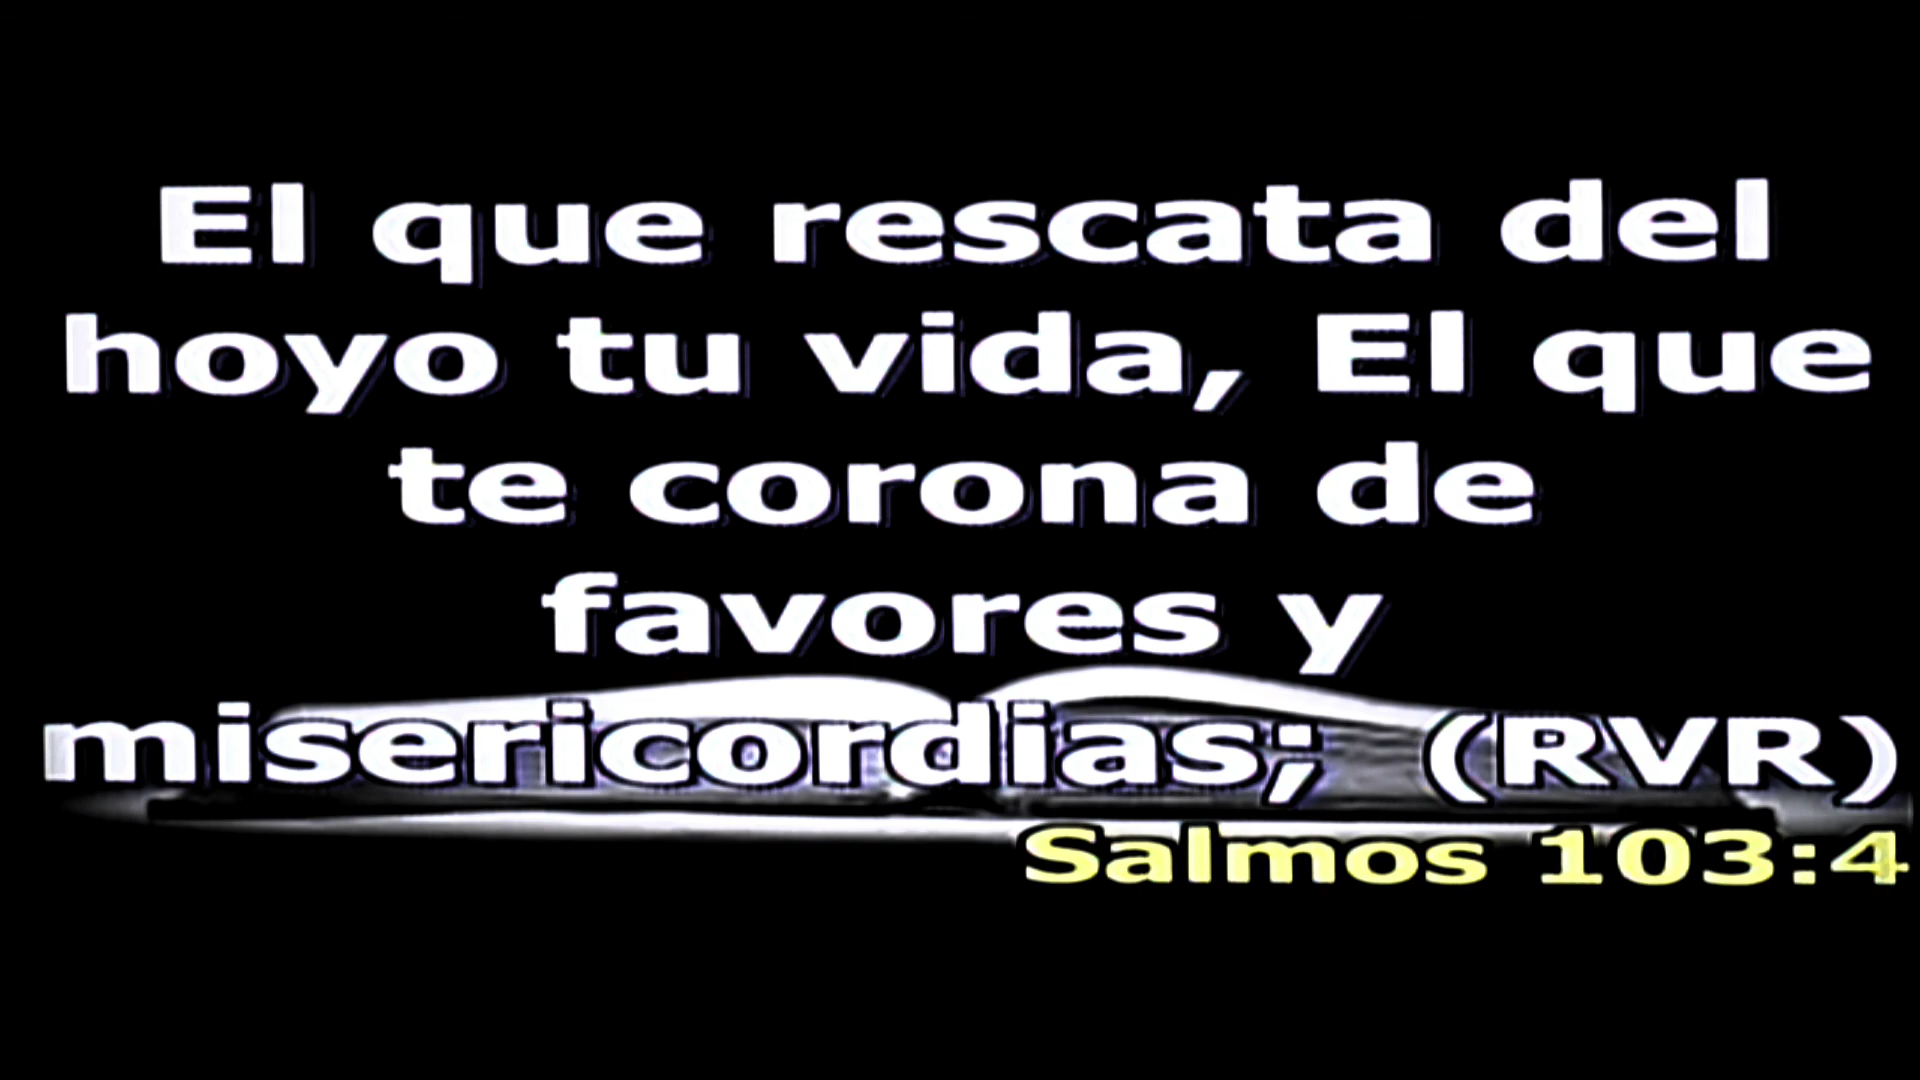 El que rescata del
hoyo tu vida, El que
te corona de
favores y
misericordias; (RVR)
Salmos 103:4